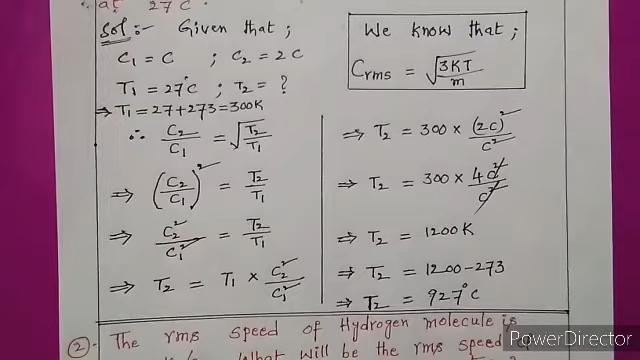 at 27°C.
Sol:- Given that;
C₁ = C ; C₂ = 2C
T₁ = 27°C ; T₂ = ?
⇒ T₁ = 27+273 = 300K
∴ C₂/C₁ = √(T₂/T₁)
⇒ (C₂/C₁)² = T₂/T₁
⇒ C₂²/C₁² = T₂/T₁
⇒ T₂ = T₁ × C₂²/C₁²
We know that;
Crms = √(3KT/m)
⇒ T₂ = 300 × (2C)²/C²
⇒ T₂ = 300 × 4C²/C²
⇒ T₂ = 1200K
⇒ T₂ = 1200-273
⇒ T₂ = 927°C
②. The rms speed of Hydrogen molecule is
What will be the rms speed of
PowerDirector